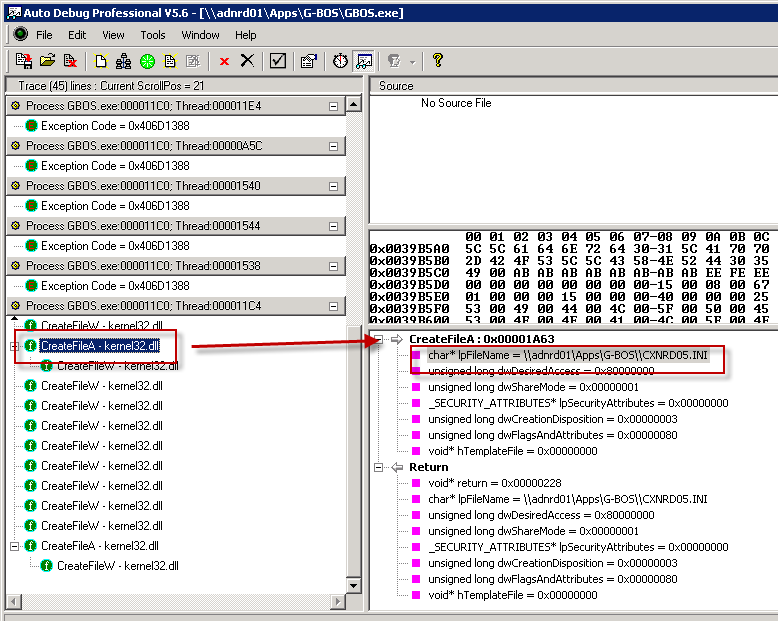 Auto Debug Professional V5.6 - [\\adnrd01\Apps\G-BOS\GBOS.exe]
File Edit View Tools Window Help
Trace (45) lines : Current ScrollPos = 21
Process GBOS.exe:000011C0; Thread:000011E4
Exception Code = 0x406D1388
Process GBOS.exe:000011C0; Thread:00000A5C
Exception Code = 0x406D1388
Process GBOS.exe:000011C0; Thread:00001540
Exception Code = 0x406D1388
Process GBOS.exe:000011C0; Thread:00001544
Exception Code = 0x406D1388
Process GBOS.exe:000011C0; Thread:00001538
Exception Code = 0x406D1388
Process GBOS.exe:000011C0; Thread:000011C4
CreateFileW - kernel32.dll
CreateFileA - kernel32.dll
CreateFileW - kernel32.dll
CreateFileW - kernel32.dll
CreateFileW - kernel32.dll
CreateFileW - kernel32.dll
CreateFileW - kernel32.dll
CreateFileW - kernel32.dll
CreateFileW - kernel32.dll
CreateFileW - kernel32.dll
CreateFileW - kernel32.dll
CreateFileA - kernel32.dll
CreateFileW - kernel32.dll
Source
No Source File
00 01 02 03 04 05 06 07-08 09 0A 0B 0C
0x0039B5A0 5C 5C 61 64 6E 72 64 30-31 5C 41 70 70
0x0039B5B0 2D 42 4F 53 5C 5C 43 58-4E 52 44 30 35
0x0039B5C0 49 00 AB AB AB AB AB AB-AB AB EE FE EE
0x0039B5D0 00 00 00 00 00 00 00 00-15 00 08 00 67
0x0039B5E0 01 00 00 00 15 00 00 00-40 00 00 00 25
0x0039B5F0 53 00 49 00 44 00 4C 00-5F 00 50 00 45
CreateFileA : 0x00001A63
char* lpFileName = \\adnrd01\Apps\G-BOS\\CXNRD05.INI
unsigned long dwDesiredAccess = 0x80000000
unsigned long dwShareMode = 0x00000001
_SECURITY_ATTRIBUTES* lpSecurityAttributes = 0x00000000
unsigned long dwCreationDisposition = 0x00000003
unsigned long dwFlagsAndAttributes = 0x00000080
void* hTemplateFile = 0x00000000
Return
void* return = 0x00000228
char* lpFileName = \\adnrd01\Apps\G-BOS\\CXNRD05.INI
unsigned long dwDesiredAccess = 0x80000000
unsigned long dwShareMode = 0x00000001
_SECURITY_ATTRIBUTES* lpSecurityAttributes = 0x00000000
unsigned long dwCreationDisposition = 0x00000003
unsigned long dwFlagsAndAttributes = 0x00000080
void* hTemplateFile = 0x00000000